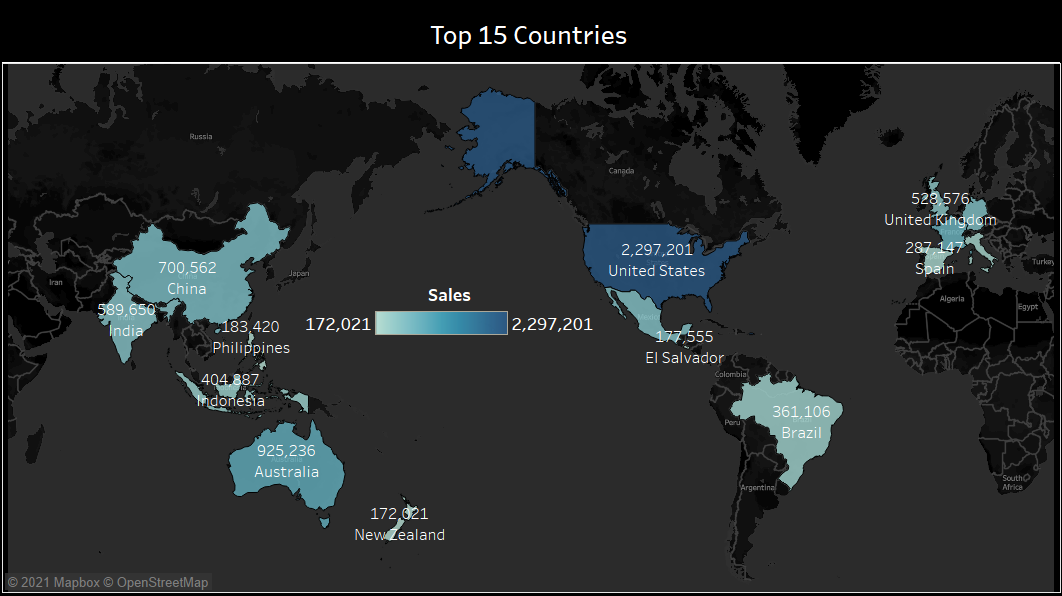 Top 15 Countries
Russia
Canada
528,576
United Kingdom
287,147
Spain
Turkey
2,297,201
United States
700,562
China
Japan
Iran
Algeria
Egypt
Sales
172,021
2,297,201
589,650
India
183,420
Philippines
177,555
El Salvador
Colombia
404,887
Indonesia
361,106
Brazil
Peru
925,236
Australia
Argentina
South
Africa
172,021
New Zealand
© 2021 Mapbox © OpenStreetMap